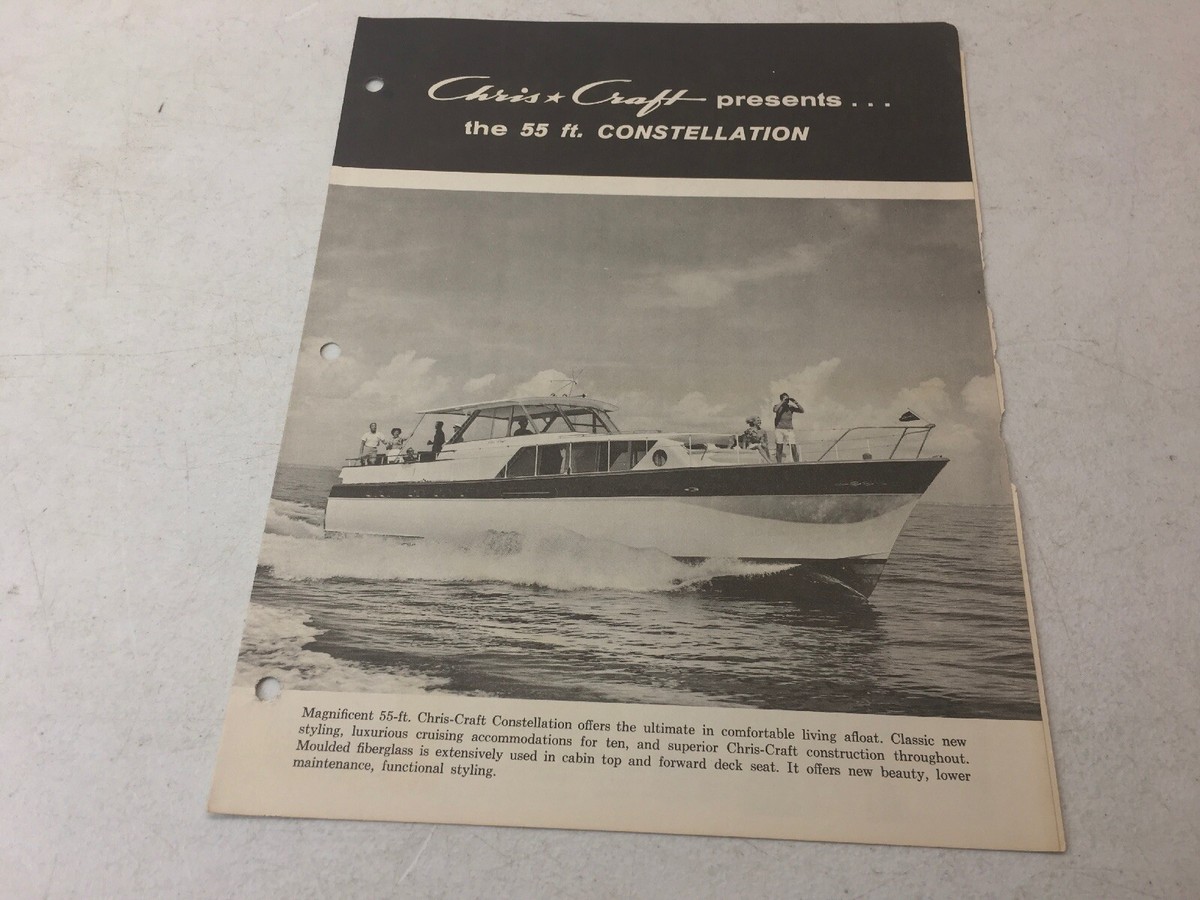 Chris★Craft presents . . .
the 55 ft. CONSTELLATION
Magnificent 55-ft. Chris-Craft Constellation offers the ultimate in comfortable living afloat. Classic new
styling, luxurious cruising accommodations for ten, and superior Chris-Craft construction throughout.
Moulded fiberglass is extensively used in cabin top and forward deck seat. It offers new beauty, lower
maintenance, functional styling.